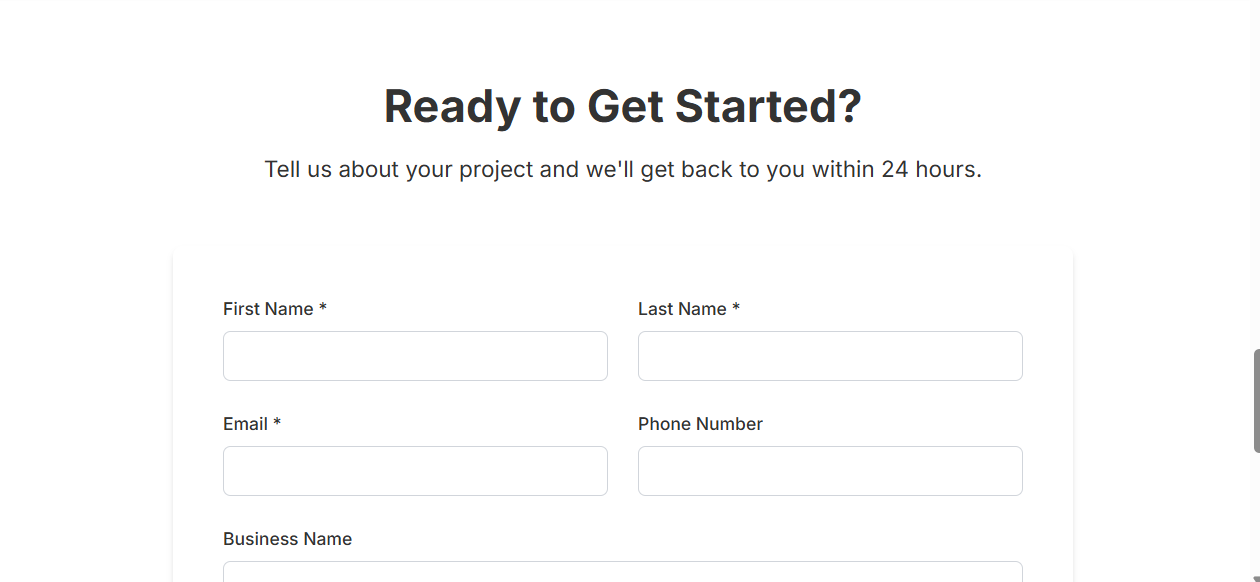 Ready to Get Started?
Tell us about your project and we'll get back to you within 24 hours.
First Name *
Last Name *
Email *
Phone Number
Business Name